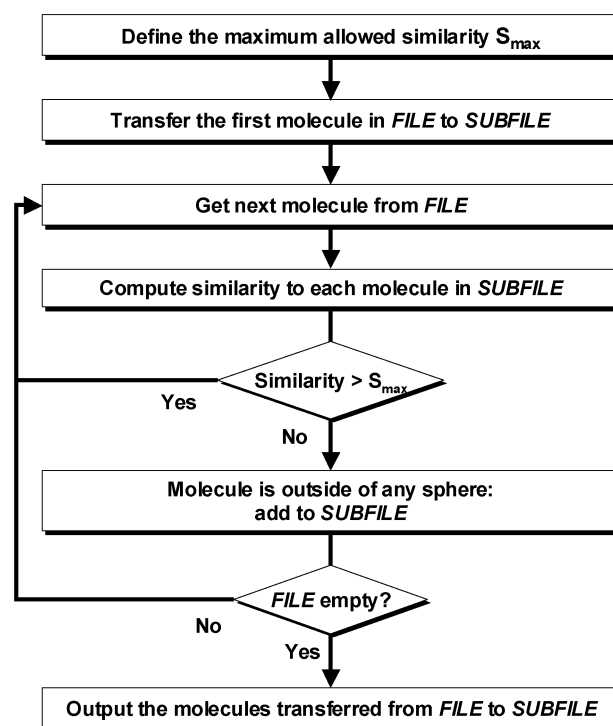 Define the maximum allowed similarity Smax
Transfer the first molecule in FILE to SUBFILE
Get next molecule from FILE
Compute similarity to each molecule in SUBFILE
Similarity > Smax
Yes
No
Molecule is outside of any sphere:
add to SUBFILE
FILE empty?
No
Yes
Output the molecules transferred from FILE to SUBFILE